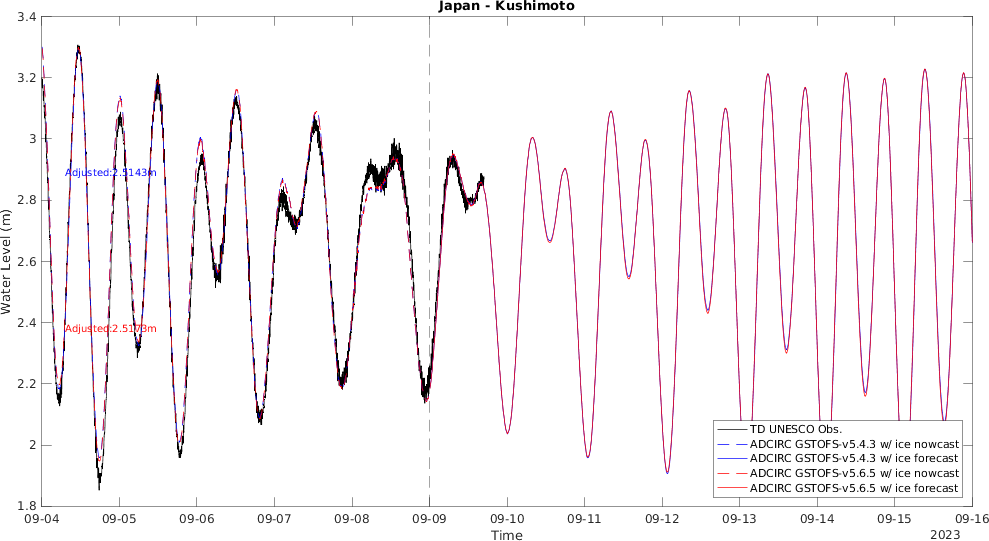 Japan - Kushimoto
3.4
3.2
3
2.8
2.6
2.4
2.2
2
1.8
Water Level (m)
Adjusted:2.5143m
Adjusted:2.5173m
TD UNESCO Obs.
ADCIRC GSTOFS-v5.4.3 w/ ice nowcast
ADCIRC GSTOFS-v5.4.3 w/ ice forecast
ADCIRC GSTOFS-v5.6.5 w/ ice nowcast
ADCIRC GSTOFS-v5.6.5 w/ ice forecast
09-04 09-05 09-06 09-07 09-08 09-09 09-10 09-11 09-12 09-13 09-14 09-15 09-16
Time
2023